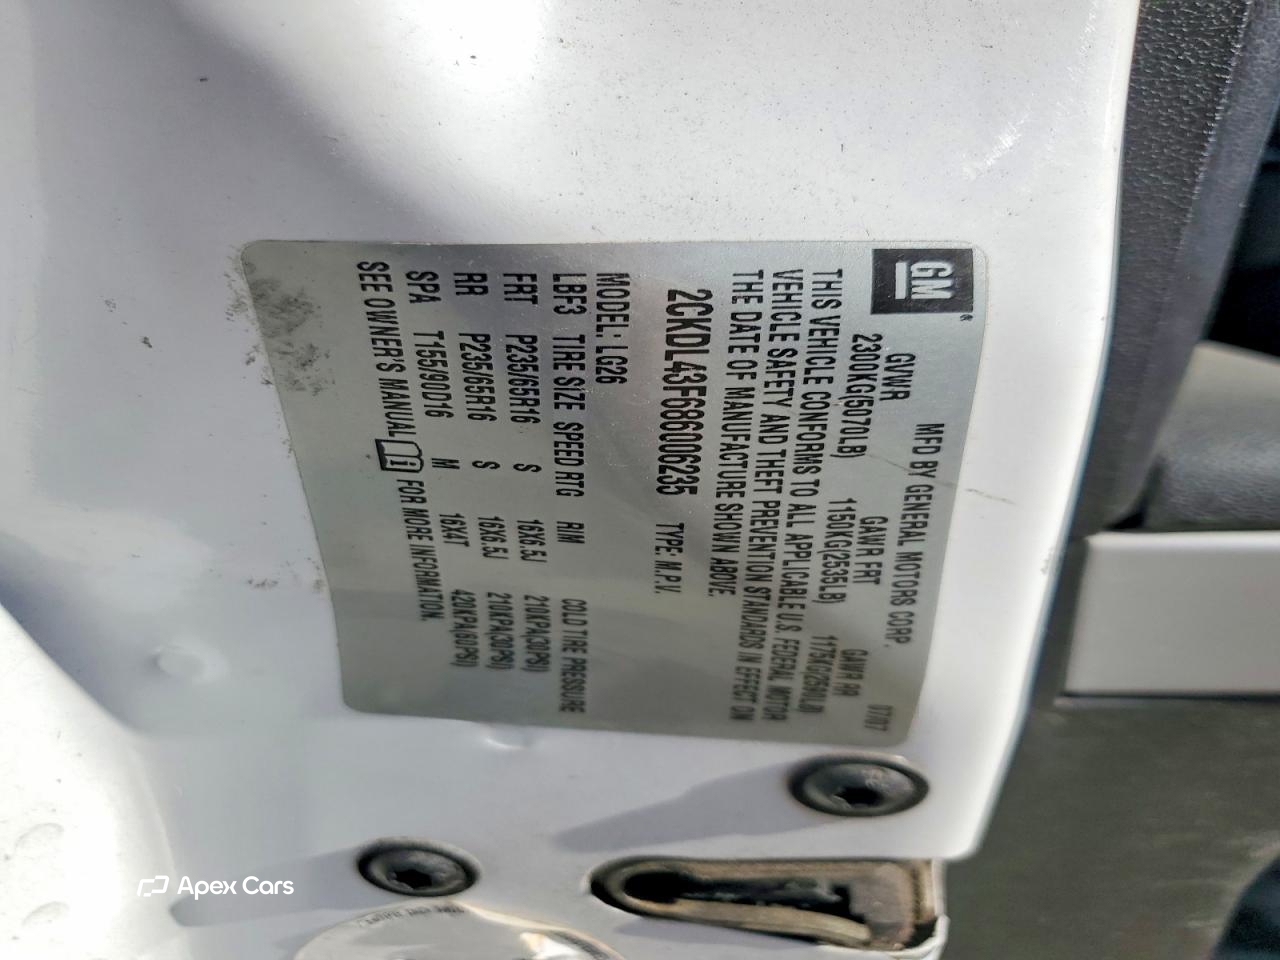 GM
MFD BY GENERAL MOTORS CORP. 07/07
GVWR GAWR FRT GAWR RR
2300KG(5070LB) 1150KG(2535LB) 1175KG(2590LB)
THIS VEHICLE CONFORMS TO ALL APPLICABLE U.S. FEDERAL MOTOR
VEHICLE SAFETY AND THEFT PREVENTION STANDARDS IN EFFECT ON
THE DATE OF MANUFACTURE SHOWN ABOVE.
2CKDL43F686006235 TYPE: M.P.V.
MODEL: LG26
LBF3 TIRE SIZE SPEED RTG RIM COLD TIRE PRESSURE
FRT P235/65R16 S 16X6.5J 210KPA(30PSI)
RR P235/65R16 S 16X6.5J 210KPA(30PSI)
SPA T155/90D16 M 16X4T 420KPA(60PSI)
SEE OWNER'S MANUAL FOR MORE INFORMATION.
Apex Cars